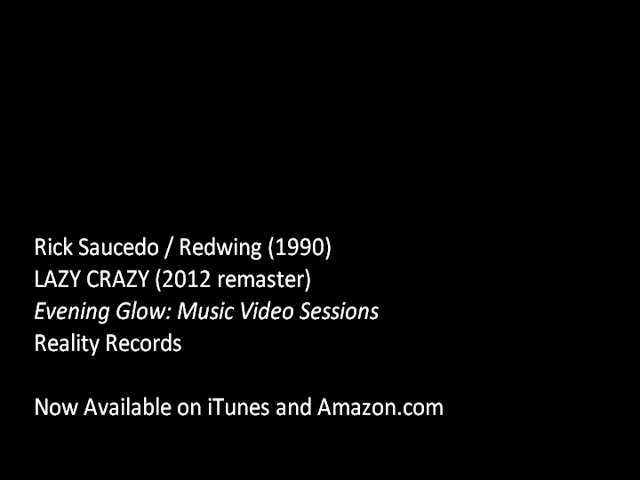 Rick Saucedo / Redwing (1990)
LAZY CRAZY (2012 remaster)
Evening Glow: Music Video Sessions
Reality Records
Now Available on iTunes and Amazon.com